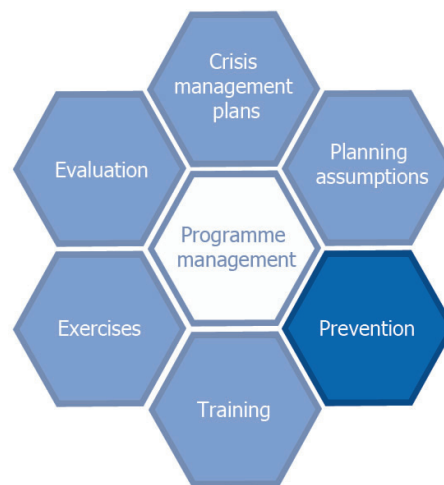 Crisis
management
plans
Evaluation
Planning
assumptions
Programme
management
Exercises
Prevention
Training